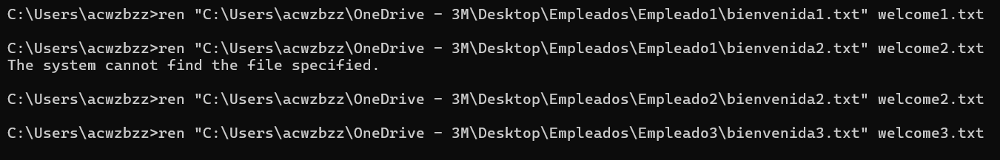 C:\Users\acwzbzz>ren "C:\Users\acwzbzz\OneDrive - 3M\Desktop\Empleados\Empleado1\bienvenida1.txt" welcome1.txt
C:\Users\acwzbzz>ren "C:\Users\acwzbzz\OneDrive - 3M\Desktop\Empleados\Empleado1\bienvenida2.txt" welcome2.txt
The system cannot find the file specified.
C:\Users\acwzbzz>ren "C:\Users\acwzbzz\OneDrive - 3M\Desktop\Empleados\Empleado2\bienvenida2.txt" welcome2.txt
C:\Users\acwzbzz>ren "C:\Users\acwzbzz\OneDrive - 3M\Desktop\Empleados\Empleado3\bienvenida3.txt" welcome3.txt